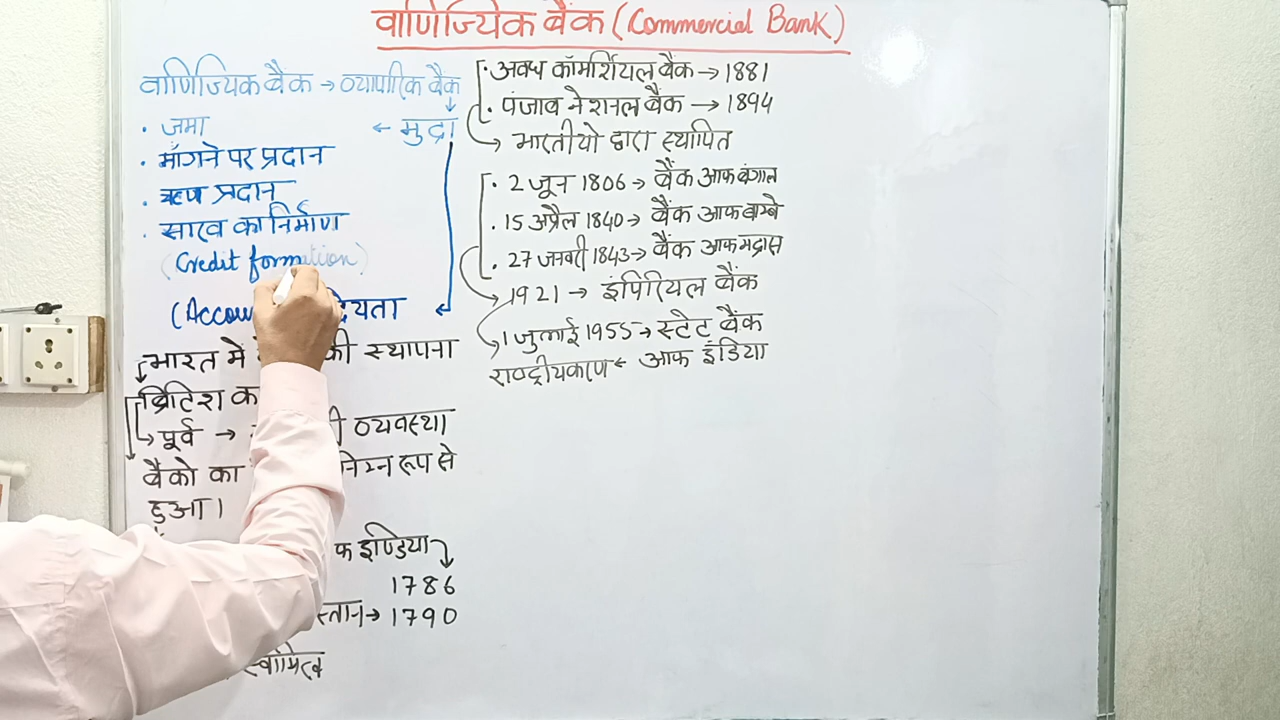 वाणिज्यिक बैंक (Commercial Bank)
वाणिज्यिक बैंक → व्यापारिक बैंक
↓
. जमा ← मुद्रा
. माँगने पर प्रदान
. ऋण प्रदान
. साख का निर्माण
(Credit formation)
(Accou द्रेयता ←
भारत मे की स्थापना
ब्रिटिश क
↳ पूर्व → ी व्यवस्था
बैंको का निम्न रूप से
हुआ।
फ इण्डिया
1786
स्तान → 1790
स्वामित्व
. अवध कॉमर्शियल बैंक → 1881
. पंजाब नेशनल बैंक → 1894
↳ भारतीयो द्वारा स्थापित
. 2 जून 1806 → बैंक आफ बंगाल
. 15 अप्रैल 1840 → बैंक आफ बाम्बे
. 27 जनवरी 1843 → बैंक आफ मद्रास
1921 → इंपिरियल बैंक
1 जुलाई 1955 → स्टेट बैंक
राष्ट्रीयकरण ← आफ इंडिया